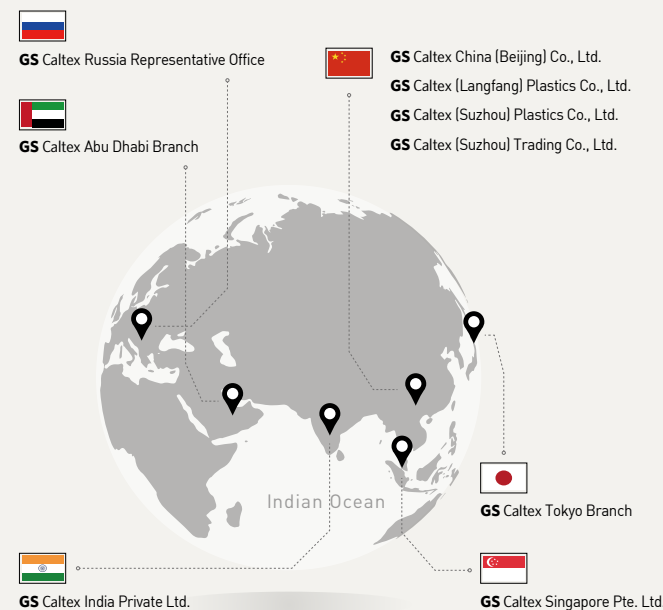 GS Caltex Russia Representative Office
GS Caltex China (Beijing) Co., Ltd.
GS Caltex (Langfang) Plastics Co., Ltd.
GS Caltex (Suzhou) Plastics Co., Ltd.
GS Caltex (Suzhou) Trading Co., Ltd.
GS Caltex Abu Dhabi Branch
Indian Ocean
GS Caltex Tokyo Branch
GS Caltex India Private Ltd.
GS Caltex Singapore Pte. Ltd